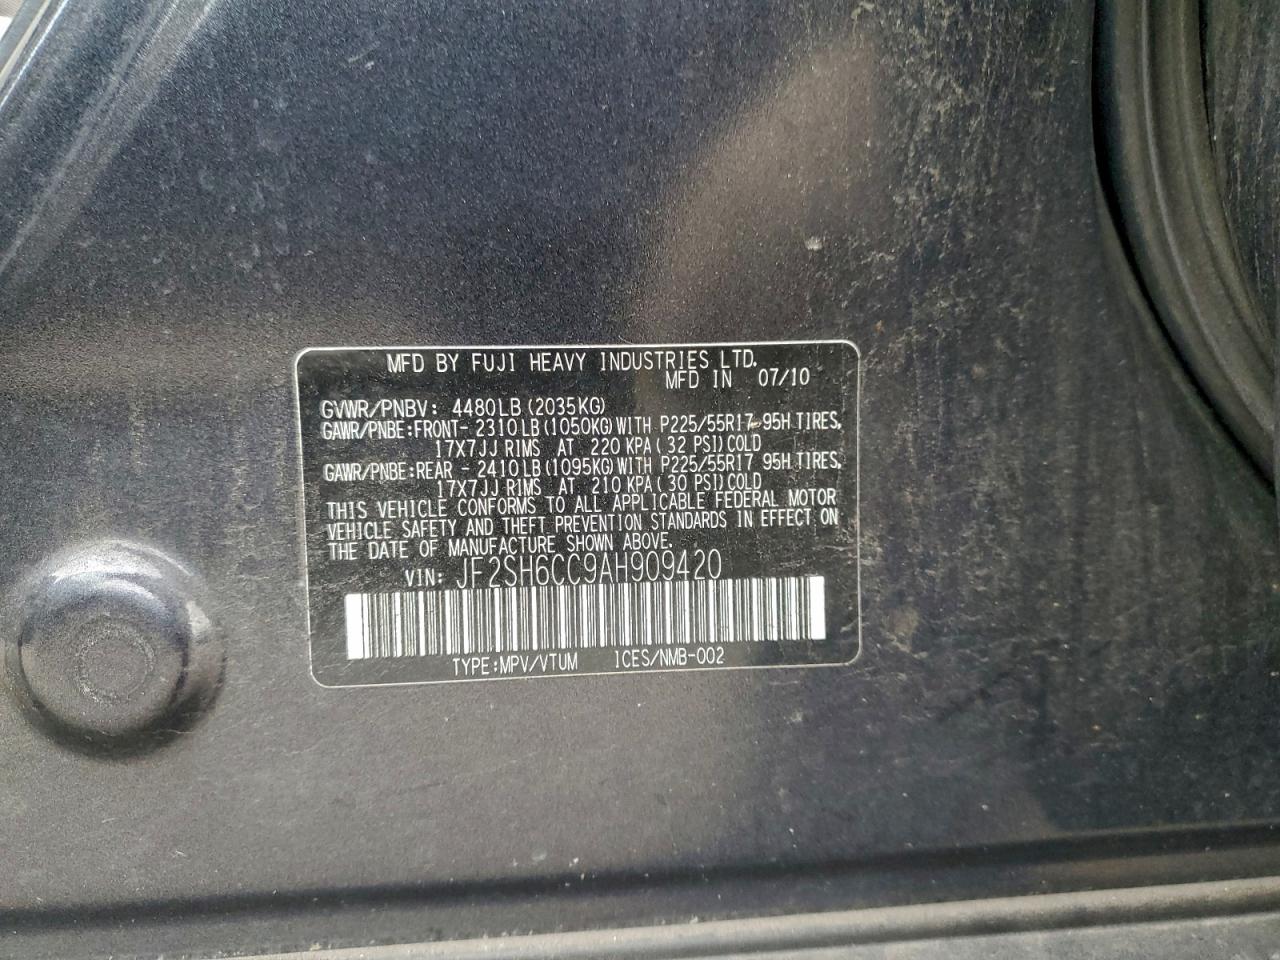 MFD BY FUJI HEAVY INDUSTRIES LTD.
MFD IN 07/10
GVWR/PNBV: 4480LB (2035KG)
GAWR/PNBE:FRONT- 2310LB(1050KG)WITH P225/55R17 95H TIRES,
17X7JJ RIMS AT 220 KPA(32 PSI)COLD
GAWR/PNBE:REAR - 2410LB(1095KG)WITH P225/55R17 95H TIRES,
17X7JJ RIMS AT 210 KPA(30 PSI)COLD
THIS VEHICLE CONFORMS TO ALL APPLICABLE FEDERAL MOTOR
VEHICLE SAFETY AND THEFT PREVENTION STANDARDS IN EFFECT ON
THE DATE OF MANUFACTURE SHOWN ABOVE.
VIN: JF2SH6CC9AH909420
TYPE:MPV/VTUM ICES/NMB-002